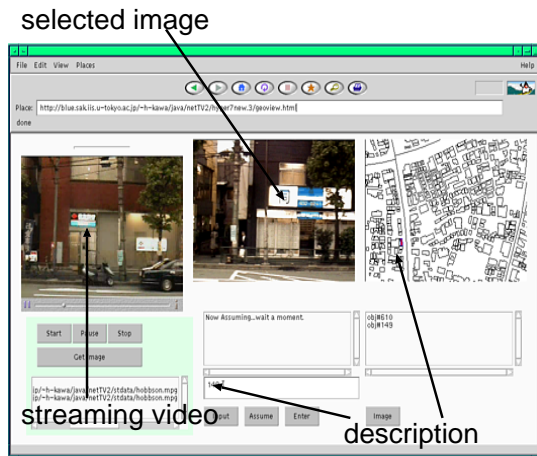 selected image
File Edit View Places Help
Place: http://blue.sak.iis.u-tokyo.ac.jp/~h-kawa/java/netTV2/hyper7new.3/geoview.html
done
Now Assuming...wait a moment.
obj#610
obj#149
Start Pause Stop
Get Image
jp/~h-kawa/java/netTV2/stdata/hobbson.mpg
jp/~h-kawa/java/netTV2/stdata/hobbson.mpg
Input Assume Enter Image
streaming video
description